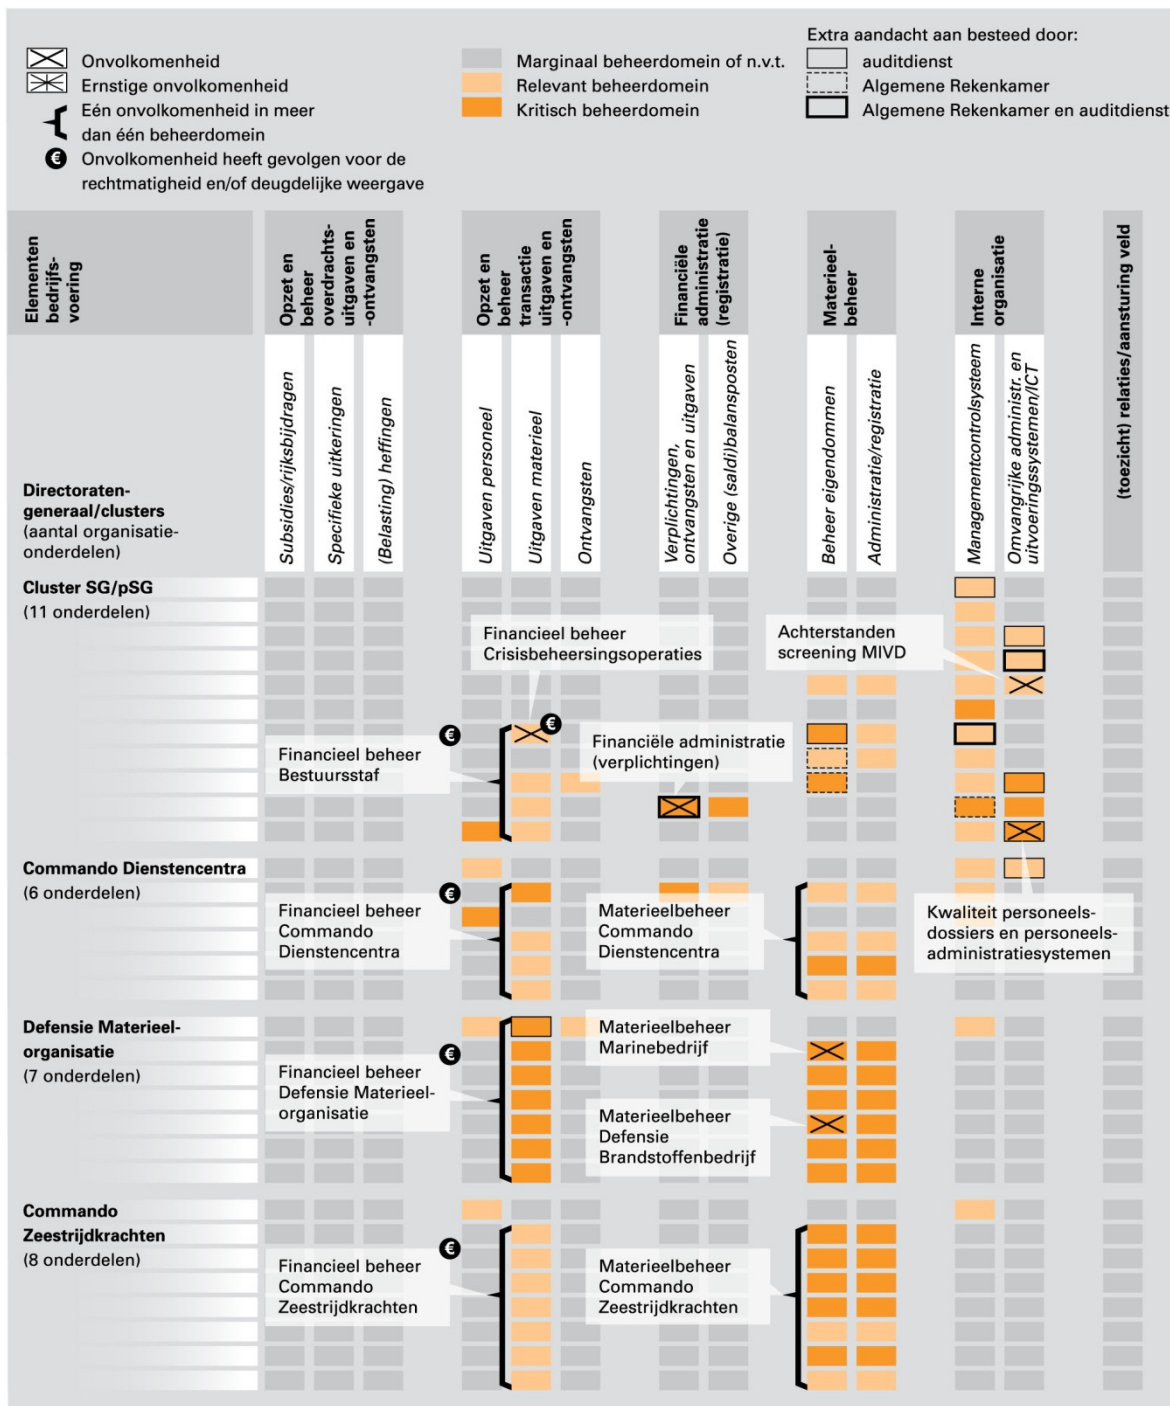 Onvolkomenheid
Ernstige onvolkomenheid
Eén onvolkomenheid in meer
dan één beheerdomein
€ Onvolkomenheid heeft gevolgen voor de
rechtmatigheid en/of deugdelijke weergave
Marginaal beheerdomein of n.v.t.
Relevant beheerdomein
Kritisch beheerdomein
Extra aandacht aan besteed door:
auditdienst
Algemene Rekenkamer
Algemene Rekenkamer en auditdienst
Elementen
bedrijfs-
voering
Opzet en
beheer
overdrachts-
uitgaven en
-ontvangsten
Opzet en
beheer
transactie
uitgaven en
-ontvangsten
Financiële
administratie
(registratie)
Materieel-
beheer
Interne
organisatie
(toezicht) relaties/aansturing veld
Subsidies/rijksbijdragen
Specifieke uitkeringen
(Belasting) heffingen
Uitgaven personeel
Uitgaven materieel
Ontvangsten
Verplichtingen,
ontvangsten en uitgaven
Overige (saldi)balansposten
Beheer eigendommen
Administratie/registratie
Managementcontrolsysteem
Omvangrijke administr. en
uitvoeringssystemen/ICT
Directoraten-
generaal/clusters
(aantal organisatie-
onderdelen)
Cluster SG/pSG
(11 onderdelen)
Financieel beheer
Crisisbeheersingsoperaties
Achterstanden
screening MIVD
€
€
Financieel beheer
Bestuursstaf
Financiële administratie
(verplichtingen)
Commando Dienstencentra
(6 onderdelen)
€
Financieel beheer
Commando
Dienstencentra
Materieelbeheer
Commando
Dienstencentra
Kwaliteit personeels-
dossiers en personeels-
administratiesystemen
Defensie Materieel-
organisatie
(7 onderdelen)
€
Financieel beheer
Defensie Materieel-
organisatie
Materieelbeheer
Marinebedrijf
Materieelbeheer
Defensie
Brandstoffenbedrijf
Commando
Zeestrijdkrachten
(8 onderdelen)
€
Financieel beheer
Commando
Zeestrijdkrachten
Materieelbeheer
Commando
Zeestrijdkrachten